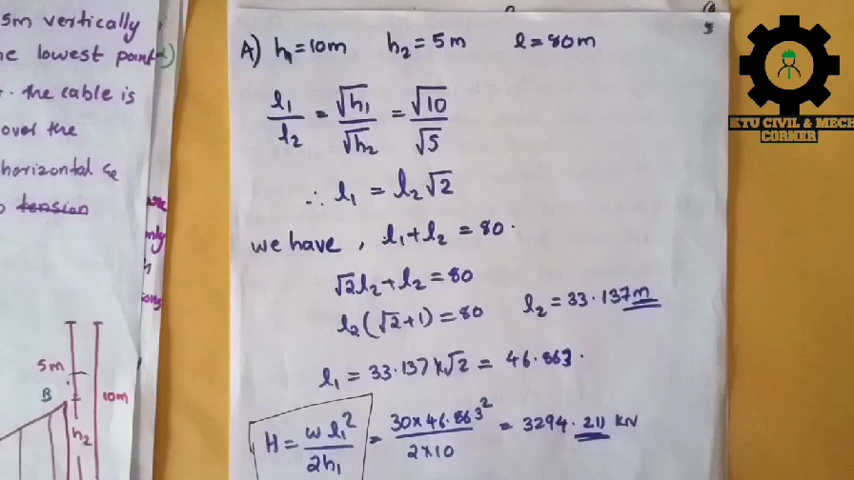 5m vertically
the lowest point
. the cable is
over the
horizontal &
tension
5m
B
10m
h₂
A) h₁=10m h₂=5m l=80m
l₁/l₂ = √h₁/√h₂ = √10/√5
∴ l₁ = l₂√2
we have, l₁+l₂ = 80.
√2l₂+l₂ = 80
l₂(√2+1) = 80 l₂ = 33.137m
l₁ = 33.137×√2 = 46.863.
H = wl₁²/2h₁ = 30×46.863²/2×10 = 3294.211 kN
KTU CIVIL & MECH
CORNER